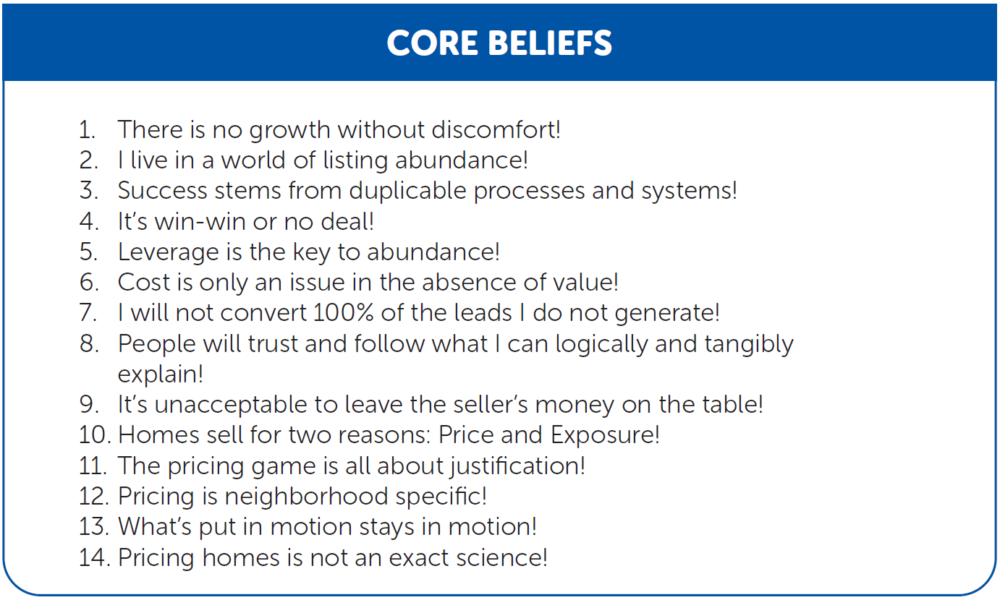 CORE BELIEFS
1. There is no growth without discomfort!
2. I live in a world of listing abundance!
3. Success stems from duplicable processes and systems!
4. It’s win-win or no deal!
5. Leverage is the key to abundance!
6. Cost is only an issue in the absence of value!
7. I will not convert 100% of the leads I do not generate!
8. People will trust and follow what I can logically and tangibly
explain!
9. It’s unacceptable to leave the seller’s money on the table!
10. Homes sell for two reasons: Price and Exposure!
11. The pricing game is all about justification!
12. Pricing is neighborhood specific!
13. What’s put in motion stays in motion!
14. Pricing homes is not an exact science!